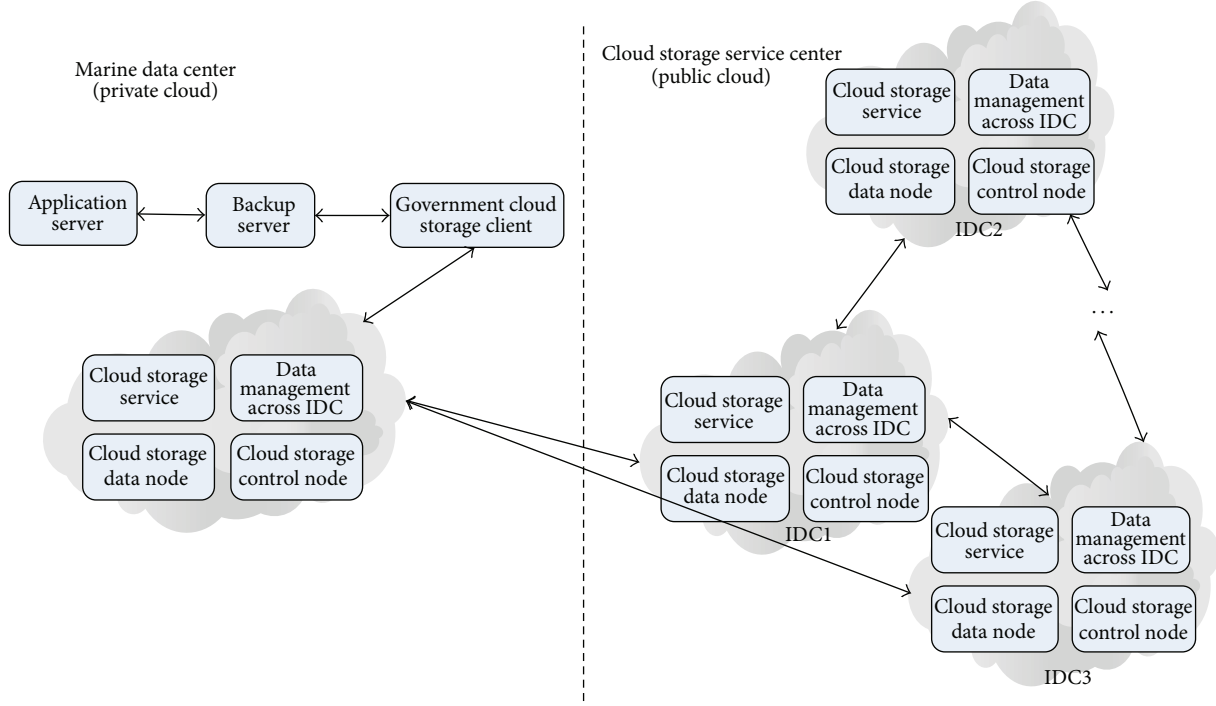 Marine data center
(private cloud)
Application
server
Backup
server
Government cloud
storage client
Cloud storage
service
Data
management
across IDC
Cloud storage
data node
Cloud storage
control node
Cloud storage service center
(public cloud)
Cloud storage
service
Data
management
across IDC
Cloud storage
data node
Cloud storage
control node
IDC2
...
Cloud storage
service
Data
management
across IDC
Cloud storage
data node
Cloud storage
control node
IDC1
Cloud storage
service
Data
management
across IDC
Cloud storage
data node
Cloud storage
control node
IDC3